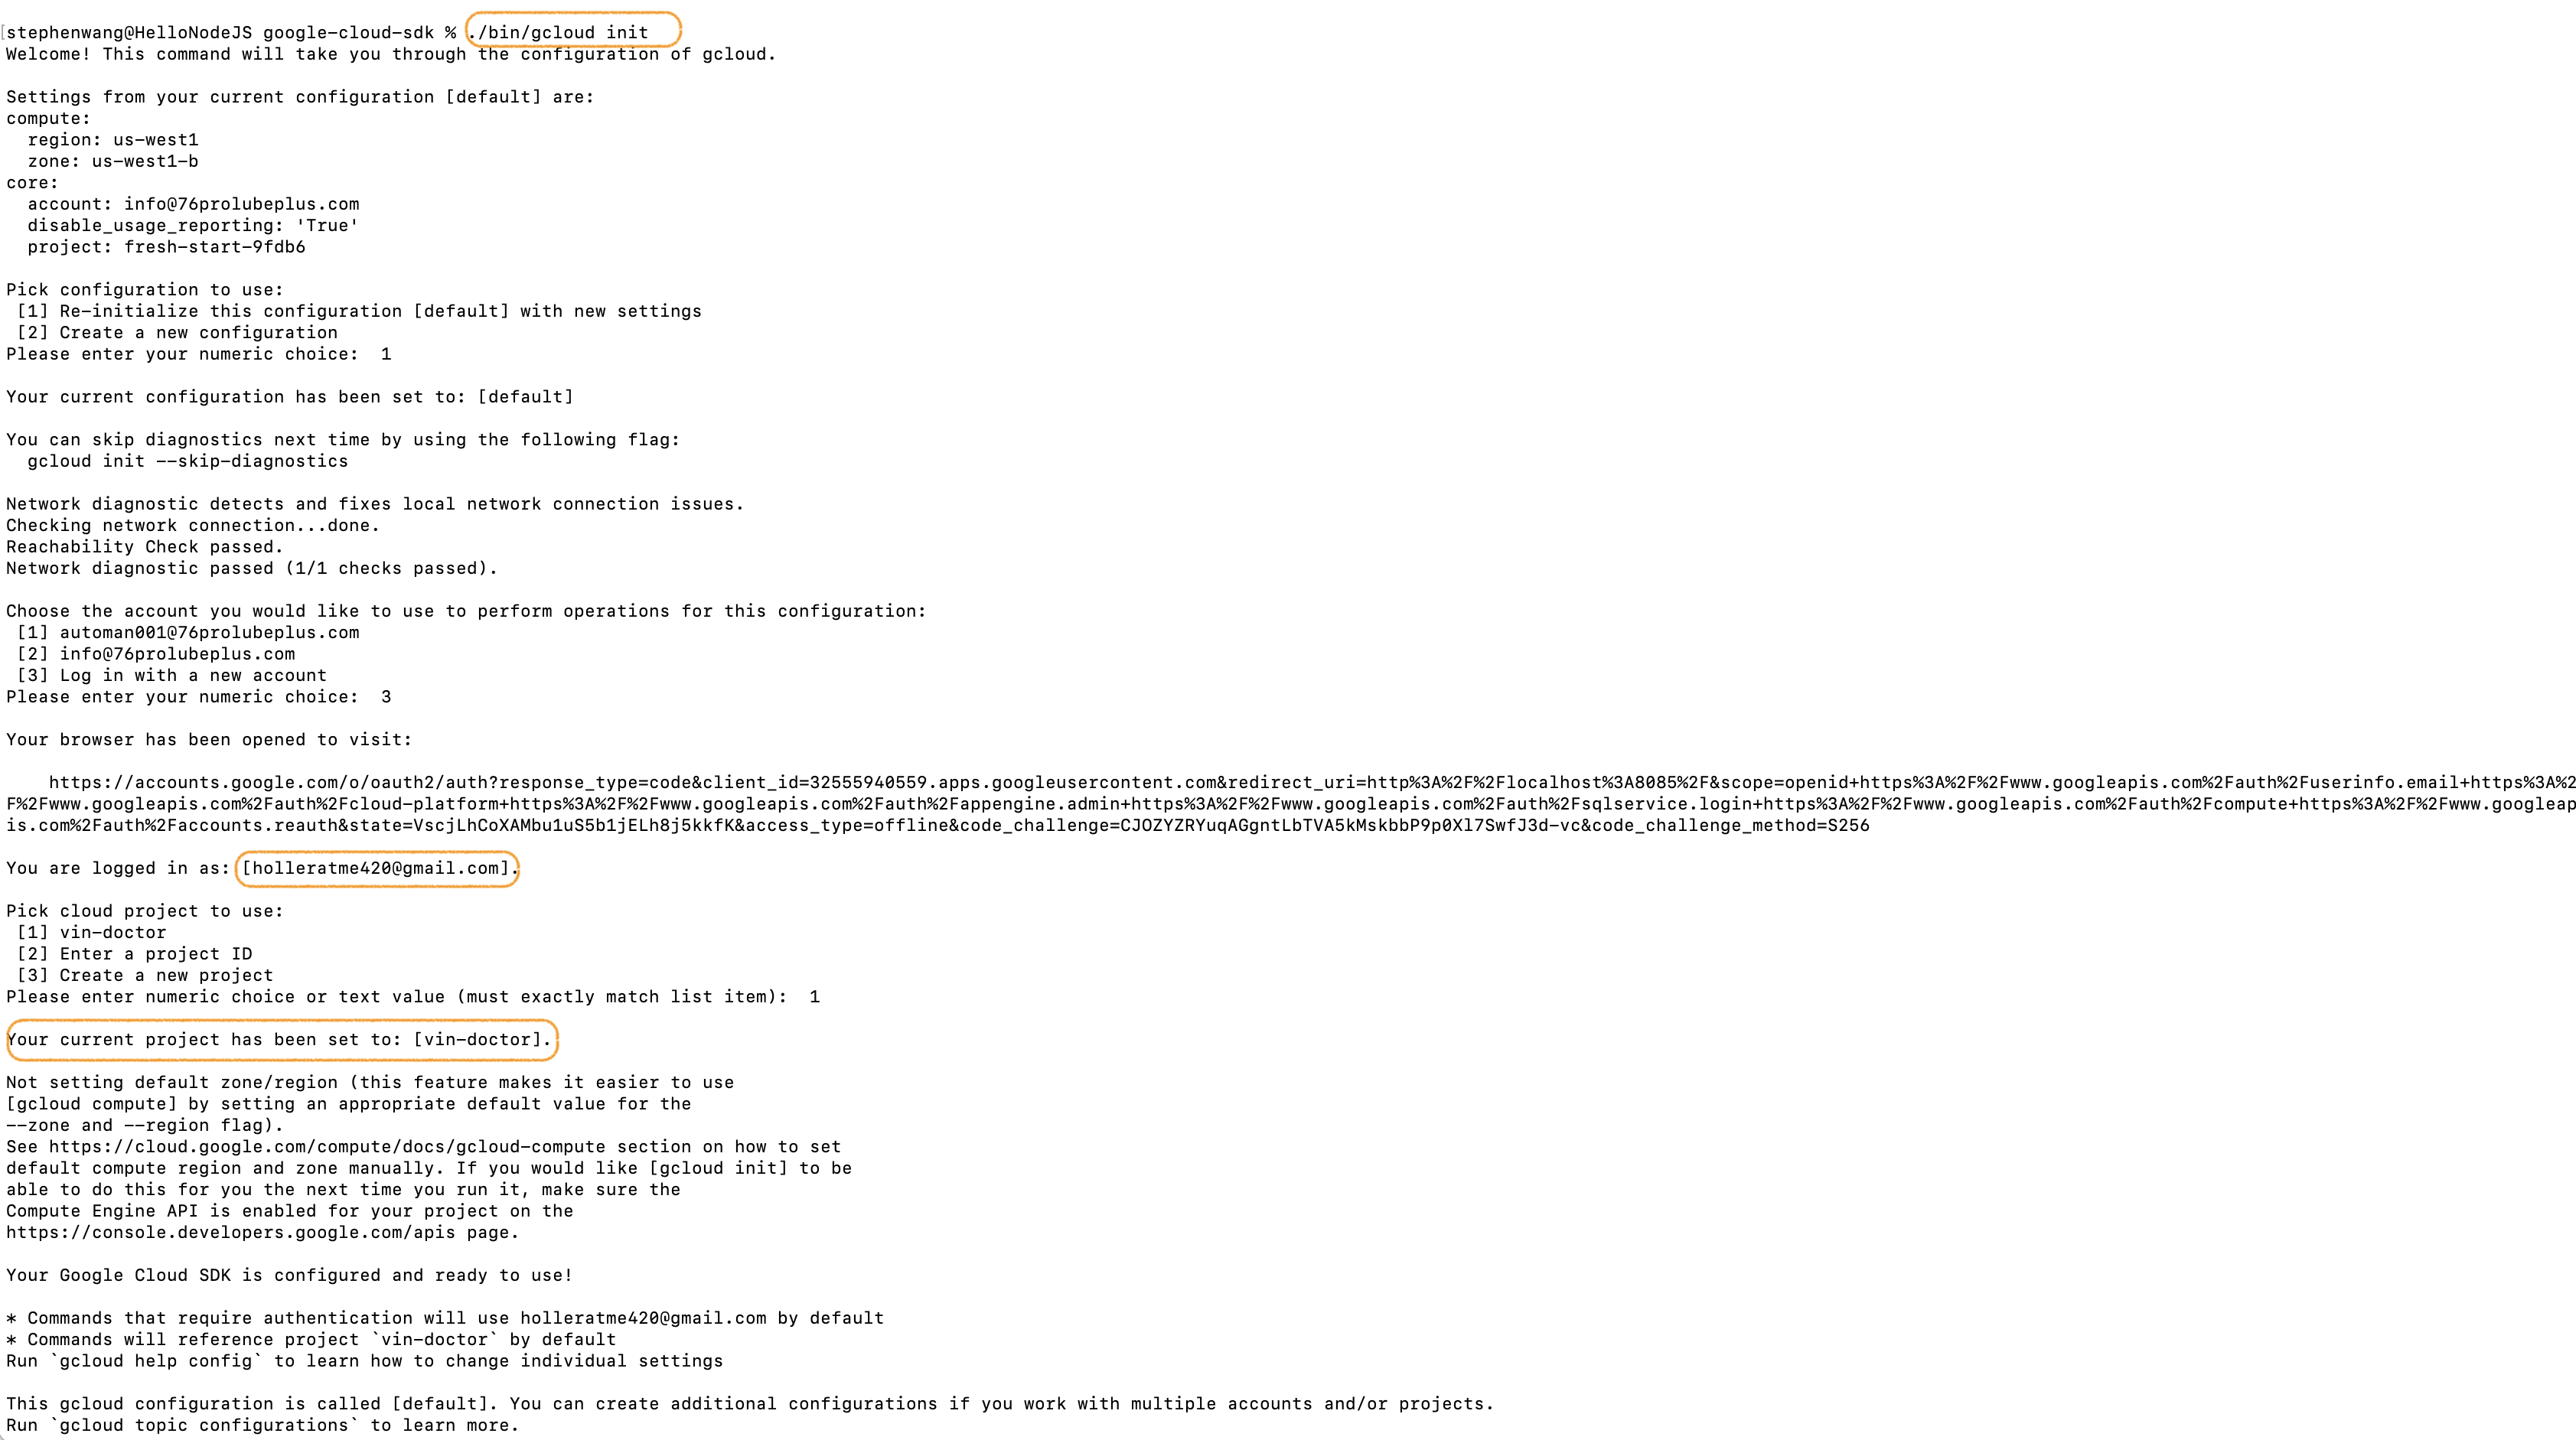 stephenwang@HelloNodeJS google-cloud-sdk % ./bin/gcloud init
Welcome! This command will take you through the configuration of gcloud.
Settings from your current configuration [default] are:
compute:
  region: us-west1
  zone: us-west1-b
core:
  account: info@76prolubeplus.com
  disable_usage_reporting: 'True'
  project: fresh-start-9fdb6
Pick configuration to use:
 [1] Re-initialize this configuration [default] with new settings
 [2] Create a new configuration
Please enter your numeric choice:  1
Your current configuration has been set to: [default]
You can skip diagnostics next time by using the following flag:
  gcloud init --skip-diagnostics
Network diagnostic detects and fixes local network connection issues.
Checking network connection...done.
Reachability Check passed.
Network diagnostic passed (1/1 checks passed).
Choose the account you would like to use to perform operations for this configuration:
 [1] automan001@76prolubeplus.com
 [2] info@76prolubeplus.com
 [3] Log in with a new account
Please enter your numeric choice:  3
Your browser has been opened to visit:
    https://accounts.google.com/o/oauth2/auth?response_type=code&client_id=32555940559.apps.googleusercontent.com&redirect_uri=http%3A%2F%2Flocalhost%3A8085%2F&scope=openid+https%3A%2F%2Fwww.googleapis.com%2Fauth%2Fuserinfo.email+https%3A%2
F%2Fwww.googleapis.com%2Fauth%2Fcloud-platform+https%3A%2F%2Fwww.googleapis.com%2Fauth%2Fappengine.admin+https%3A%2F%2Fwww.googleapis.com%2Fauth%2Fsqlservice.login+https%3A%2F%2Fwww.googleapis.com%2Fauth%2Fcompute+https%3A%2F%2Fwww.googleap
is.com%2Fauth%2Faccounts.reauth&state=VscjLhCoXAMbu1uS5b1jELh8j5kkfK&access_type=offline&code_challenge=CJOZYZRYuqAGgntLbTVA5kMskbbP9p0Xl7SwfJ3d-vc&code_challenge_method=S256
You are logged in as: [holleratme420@gmail.com].
Pick cloud project to use:
 [1] vin-doctor
 [2] Enter a project ID
 [3] Create a new project
Please enter numeric choice or text value (must exactly match list item):  1
Your current project has been set to: [vin-doctor].
Not setting default zone/region (this feature makes it easier to use
[gcloud compute] by setting an appropriate default value for the
--zone and --region flag).
See https://cloud.google.com/compute/docs/gcloud-compute section on how to set
default compute region and zone manually. If you would like [gcloud init] to be
able to do this for you the next time you run it, make sure the
Compute Engine API is enabled for your project on the
https://console.developers.google.com/apis page.
Your Google Cloud SDK is configured and ready to use!
* Commands that require authentication will use holleratme420@gmail.com by default
* Commands will reference project `vin-doctor` by default
Run `gcloud help config` to learn how to change individual settings
This gcloud configuration is called [default]. You can create additional configurations if you work with multiple accounts and/or projects.
Run `gcloud topic configurations` to learn more.